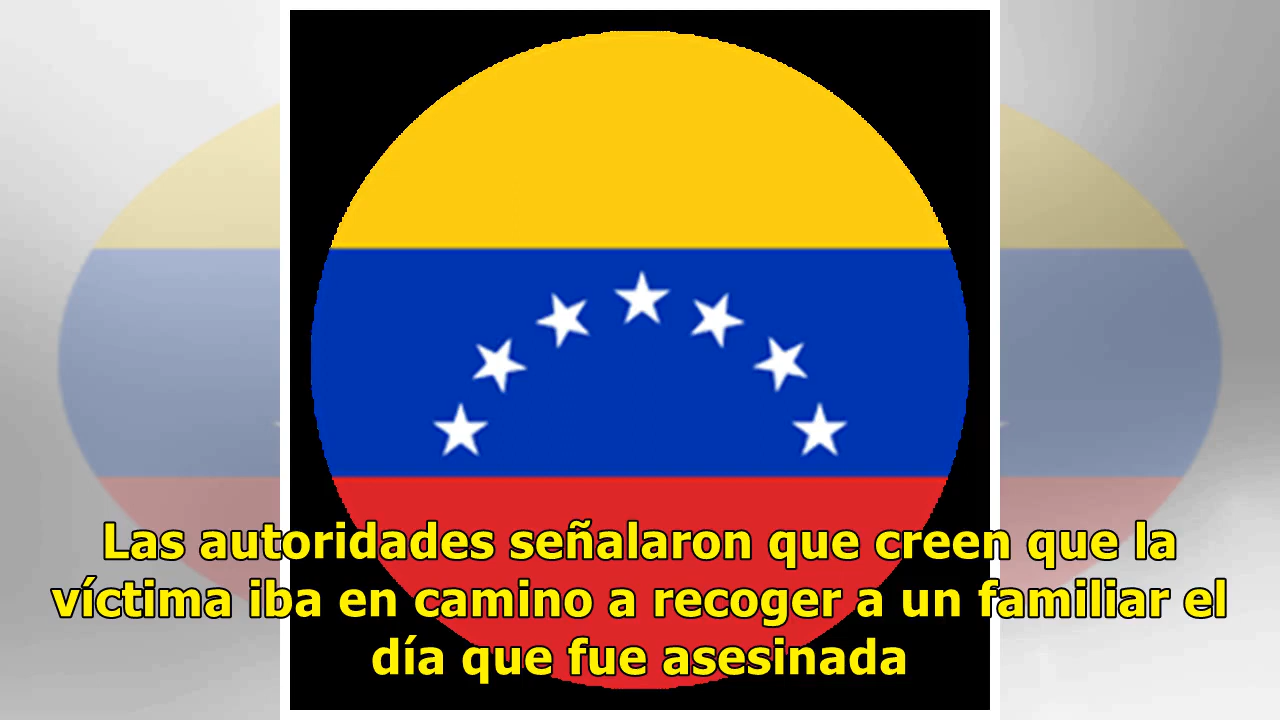 Las autoridades señalaron que creen que la
víctima iba en camino a recoger a un familiar el
día que fue asesinada